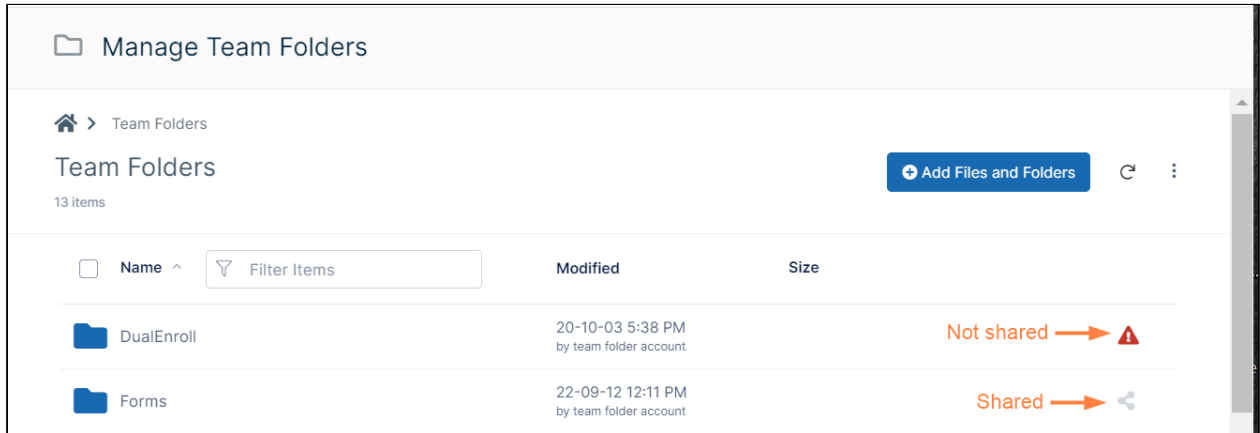 Manage Team Folders
Team Folders
Team Folders
Add Files and Folders
13 items
Name
Filter Items
Modified
Size
DualEnroll
20-10-03 5:38 PM
by team folder account
Not shared
Forms
22-09-12 12:11 PM
by team folder account
Shared